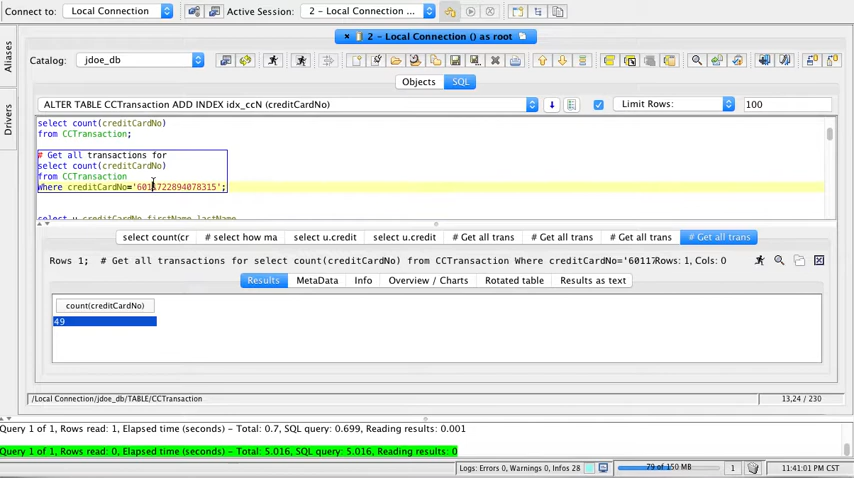 Connect to: Local Connection Active Session: 2 - Local Connection ...
2 - Local Connection () as root
Catalog: jdoe_db
Objects SQL
ALTER TABLE CCTransaction ADD INDEX idx_ccN (creditCardNo) Limit Rows: 100
select count(creditCardNo)
from CCTransaction;
# Get all transactions for
select count(creditCardNo)
from CCTransaction
Where creditCardNo='6011722894078315';
select u.creditCardNo,firstName,lastName
select count(cr # select how ma select u.credit select u.credit # Get all trans # Get all trans # Get all trans # Get all trans
Rows 1; # Get all transactions for select count(creditCardNo) from CCTransaction Where creditCardNo='60117 Rows: 1, Cols: 0
Results MetaData Info Overview / Charts Rotated table Results as text
count(creditCardNo)
49
/Local Connection/jdoe_db/TABLE/CCTransaction 13,24 / 230
Query 1 of 1, Rows read: 1, Elapsed time (seconds) - Total: 0.7, SQL query: 0.699, Reading results: 0.001
Query 1 of 1, Rows read: 0, Elapsed time (seconds) - Total: 5.016, SQL query: 5.016, Reading results: 0
Logs: Errors 0, Warnings 0, Infos 28 79 of 150 MB 1 11:41:01 PM CST
Aliases
Drivers